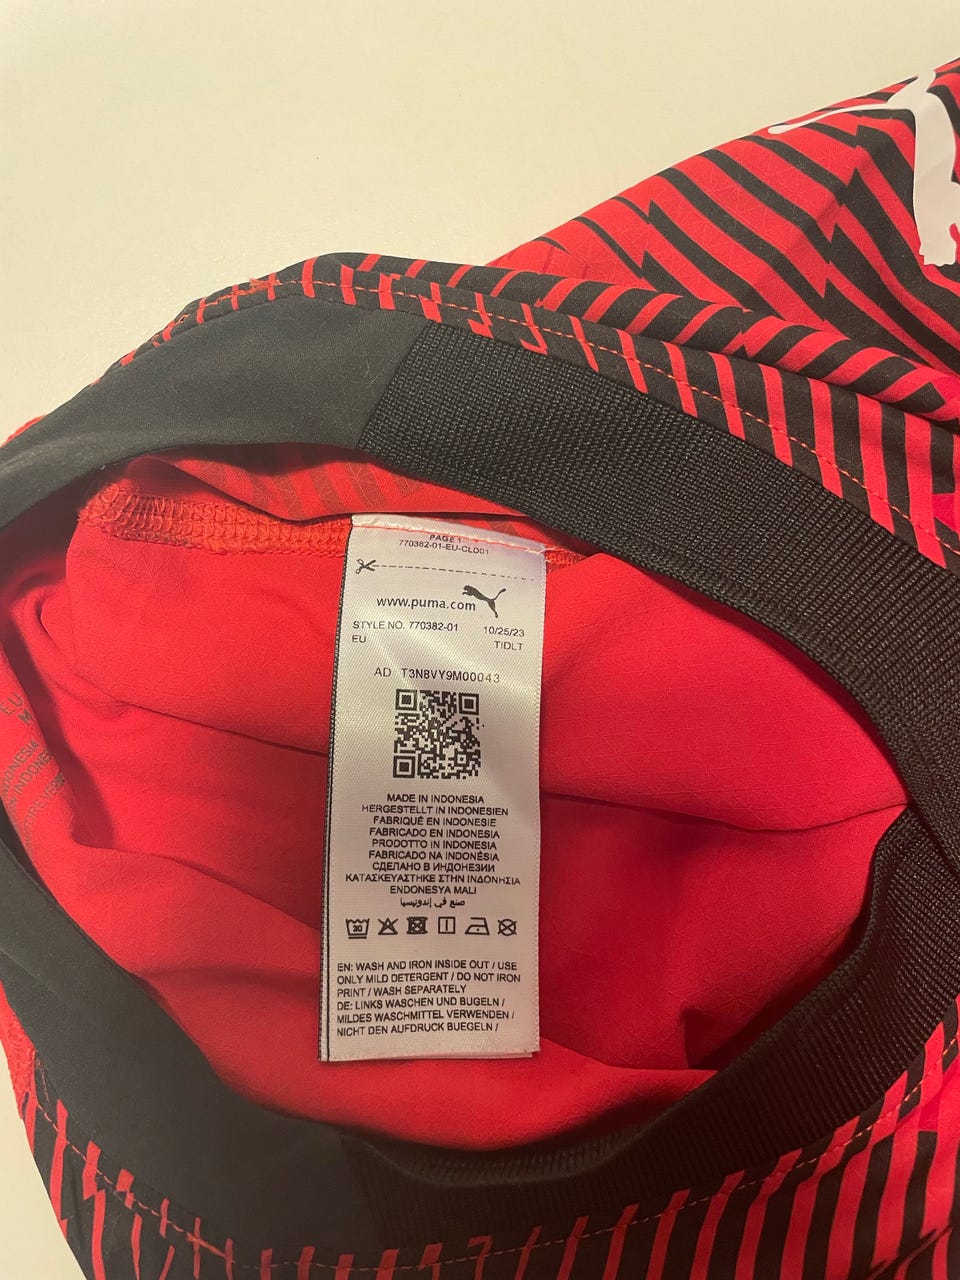 PAGE 1
770382-01-EU-CLD01
www.puma.com
STYLE NO. 770382-01 10/25/23
EU TIDLT
AD T3N8VY9M00043
MADE IN INDONESIA
HERGESTELLT IN INDONESIEN
FABRIQUÉ EN INDONESIE
FABRICADO EN INDONESIA
PRODOTTO IN INDONESIA
FABRICADO NA INDONÉSIA
СДЕЛАНО В ИНДОНЕЗИИ
ΚΑΤΑΣΚΕΥΑΣΤΗΚΕ ΣΤΗΝ ΙΝΔΟΝΗΣΙΑ
ENDONESYA MALI
صنع في إندونيسيا
30
EN: WASH AND IRON INSIDE OUT / USE
ONLY MILD DETERGENT / DO NOT IRON
PRINT / WASH SEPARATELY
DE: LINKS WASCHEN UND BUGELN /
MILDES WASCHMITTEL VERWENDEN /
NICHT DEN AUFDRUCK BUEGELN /
EU
M